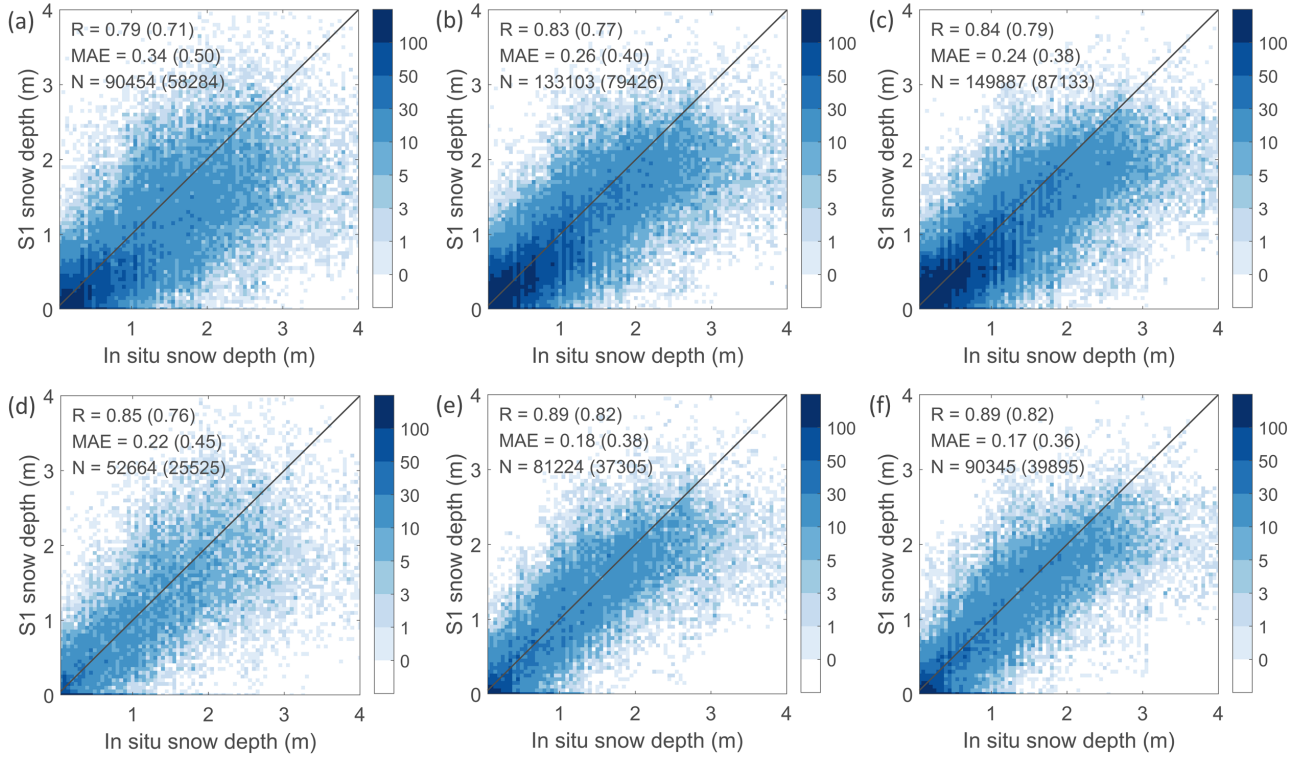 (a)
R = 0.79 (0.71)
MAE = 0.34 (0.50)
N = 90454 (58284)
S1 snow depth (m)
4
3
2
1
0
1 2 3 4
In situ snow depth (m)
100
50
30
10
5
3
1
0
(b)
R = 0.83 (0.77)
MAE = 0.26 (0.40)
N = 133103 (79426)
S1 snow depth (m)
4
3
2
1
0
1 2 3 4
In situ snow depth (m)
100
50
30
10
5
3
1
0
(c)
R = 0.84 (0.79)
MAE = 0.24 (0.38)
N = 149887 (87133)
S1 snow depth (m)
4
3
2
1
0
1 2 3 4
In situ snow depth (m)
100
50
30
10
5
3
1
0
(d)
R = 0.85 (0.76)
MAE = 0.22 (0.45)
N = 52664 (25525)
S1 snow depth (m)
4
3
2
1
0
1 2 3 4
In situ snow depth (m)
100
50
30
10
5
3
1
0
(e)
R = 0.89 (0.82)
MAE = 0.18 (0.38)
N = 81224 (37305)
S1 snow depth (m)
4
3
2
1
0
1 2 3 4
In situ snow depth (m)
100
50
30
10
5
3
1
0
(f)
R = 0.89 (0.82)
MAE = 0.17 (0.36)
N = 90345 (39895)
S1 snow depth (m)
4
3
2
1
0
1 2 3 4
In situ snow depth (m)
100
50
30
10
5
3
1
0